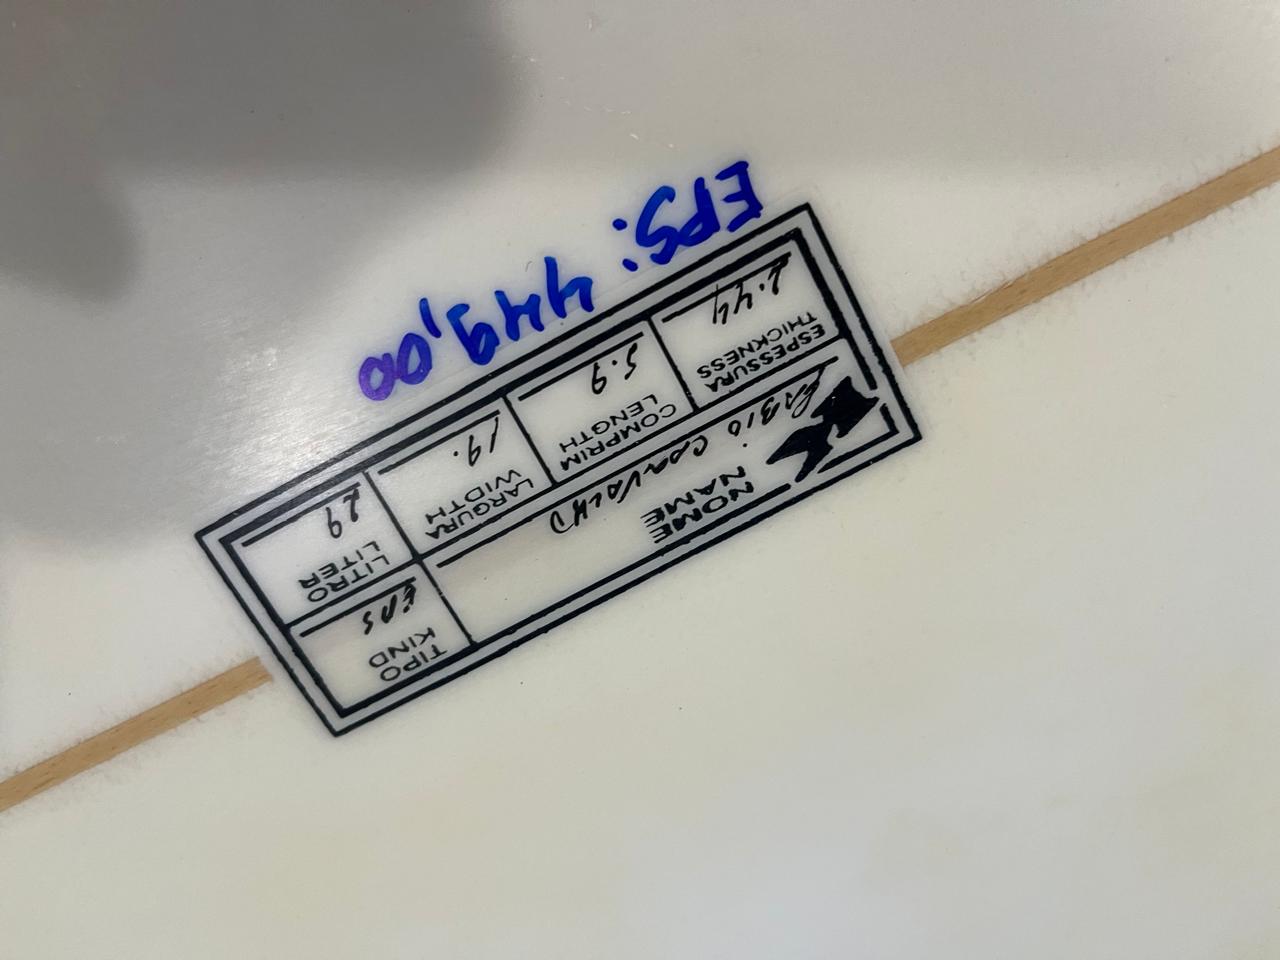 NOME
NAME
FABIO CARVALHO
TIPO
KIND
EPS
ESPESSURA
THICKNESS
2.44
COMPRIM
LENGTH
5.9
LARGURA
WIDTH
19.
LITRO
LITER
29
EPS: 449,00